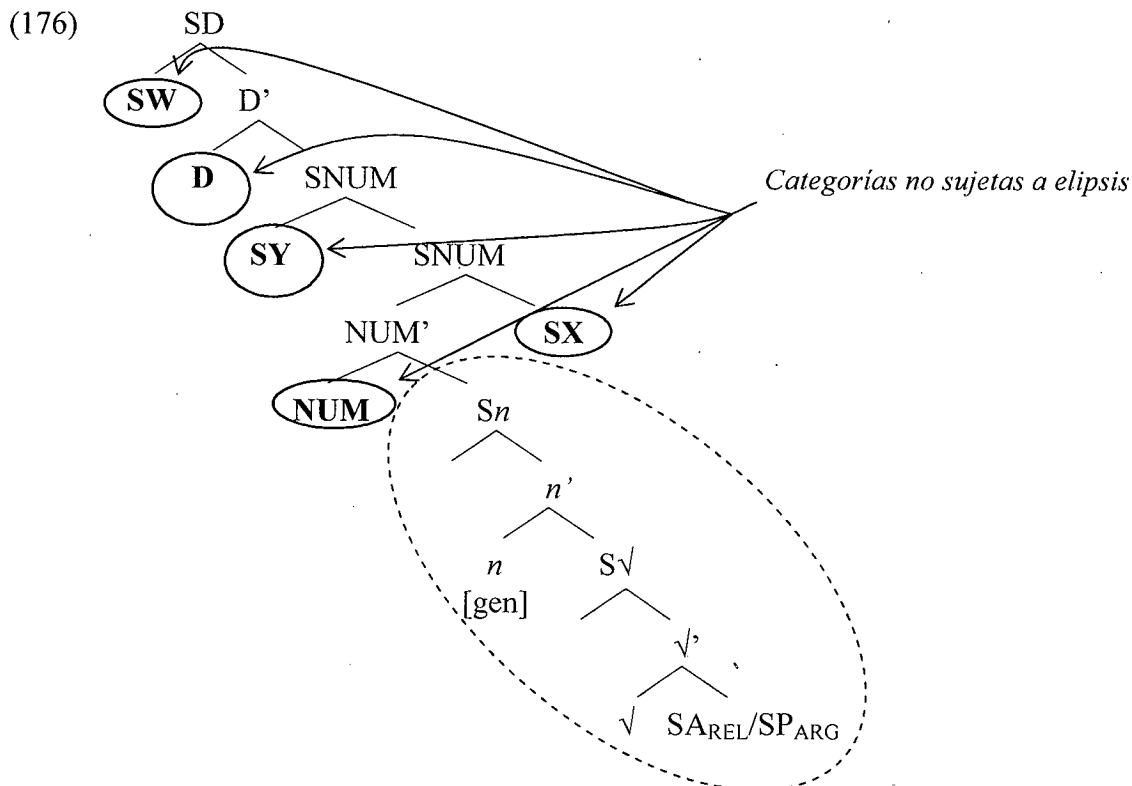 (176) SD
SW D’
D SNUM Categorías no sujetas a elipsis
SY SNUM
NUM’ SX
NUM Sn
n’
n S√
[gen]
√’
√ SA_REL/SP_ARG